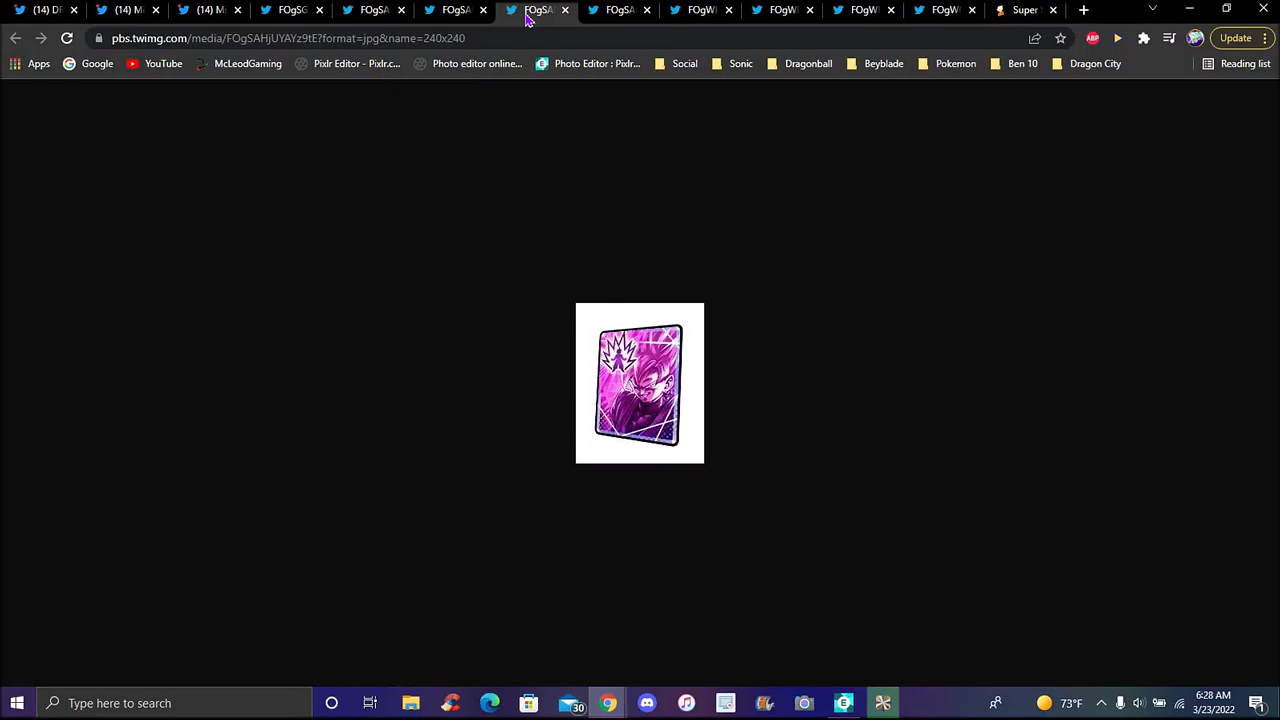 (14) DF
(14) M
(14) M
FOgSG
FOgSA
FOgSA
FOgSA
FOgSA
FOgW
FOgW
FOgW
FOgW
Super
pbs.twimg.com/media/FOgSAHjUYAYz9tE?format=jpg&name=240x240
Update
Apps
Google
YouTube
McLeodGaming
Pixlr Editor - Pixlr.c...
Photo editor online...
Photo Editor : Pixlr...
Social
Sonic
Dragonball
Beyblade
Pokemon
Ben 10
Dragon City
Reading list
ABP
Type here to search
30
73°F
6:28 AM
3/23/2022